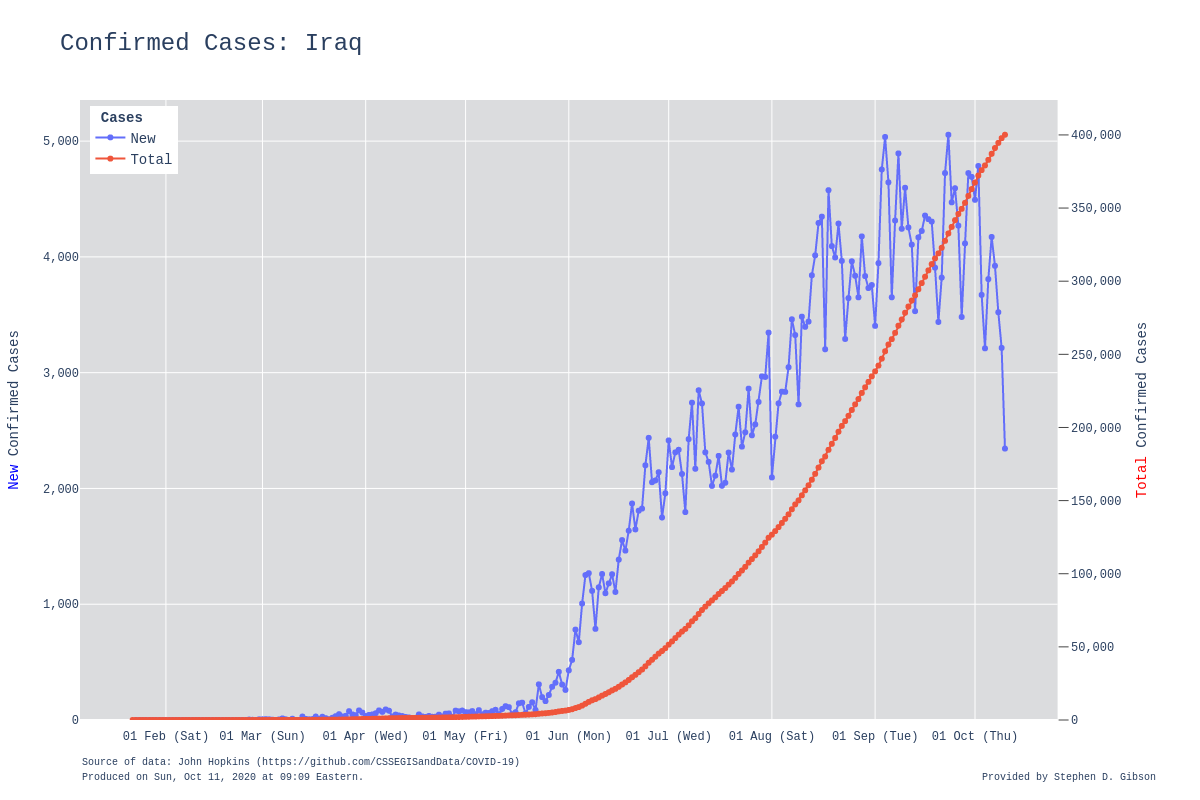 Confirmed Cases: Iraq
Cases
New
Total
5,000
4,000
3,000
2,000
1,000
0
New Confirmed Cases
400,000
350,000
300,000
250,000
200,000
150,000
100,000
50,000
0
Total Confirmed Cases
01 Feb (Sat) 01 Mar (Sun) 01 Apr (Wed) 01 May (Fri) 01 Jun (Mon) 01 Jul (Wed) 01 Aug (Sat) 01 Sep (Tue) 01 Oct (Thu)
Source of data: John Hopkins (https://github.com/CSSEGISandData/COVID-19)
Produced on Sun, Oct 11, 2020 at 09:09 Eastern.
Provided by Stephen D. Gibson